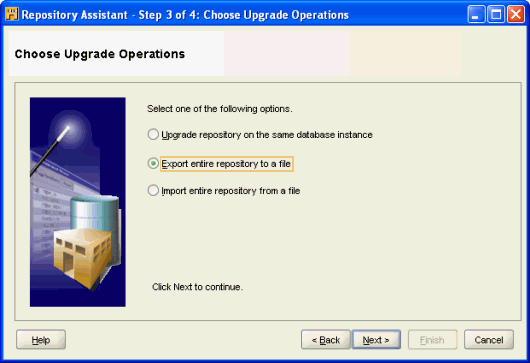 Repository Assistant - Step 3 of 4: Choose Upgrade Operations
Choose Upgrade Operations
Select one of the following options.
Upgrade repository on the same database instance
Export entire repository to a file
Import entire repository from a file
Click Next to continue.
Help
< Back
Next >
Finish
Cancel